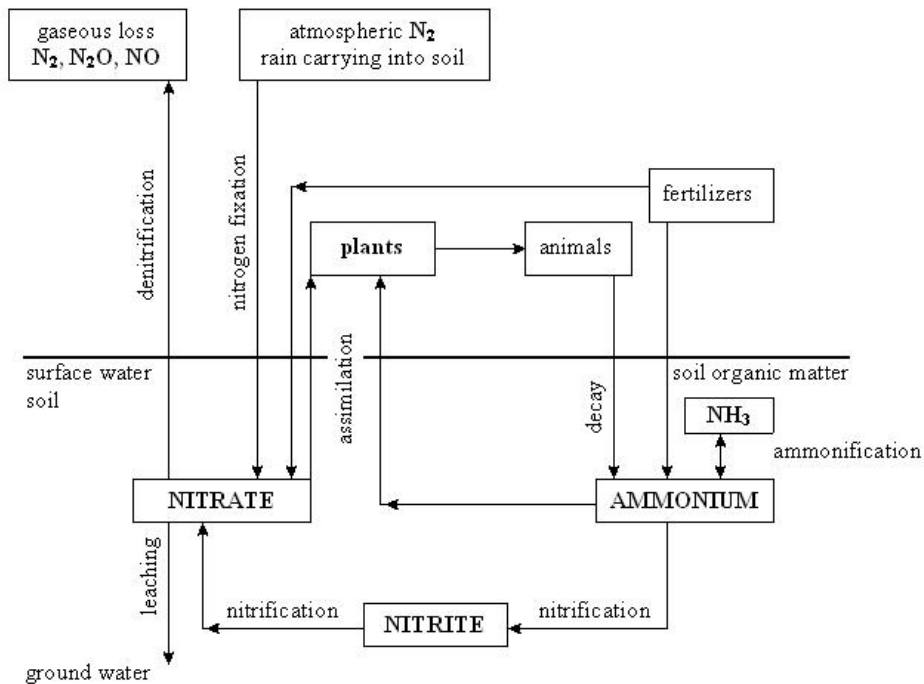 gaseous loss
N₂, N₂O, NO
atmospheric N₂
rain carrying into soil
denitrification
nitrogen fixation
fertilizers
plants
animals
surface water
soil
assimilation
decay
soil organic matter
NH₃
ammonification
NITRATE
AMMONIUM
leaching
nitrification
NITRITE
nitrification
ground water